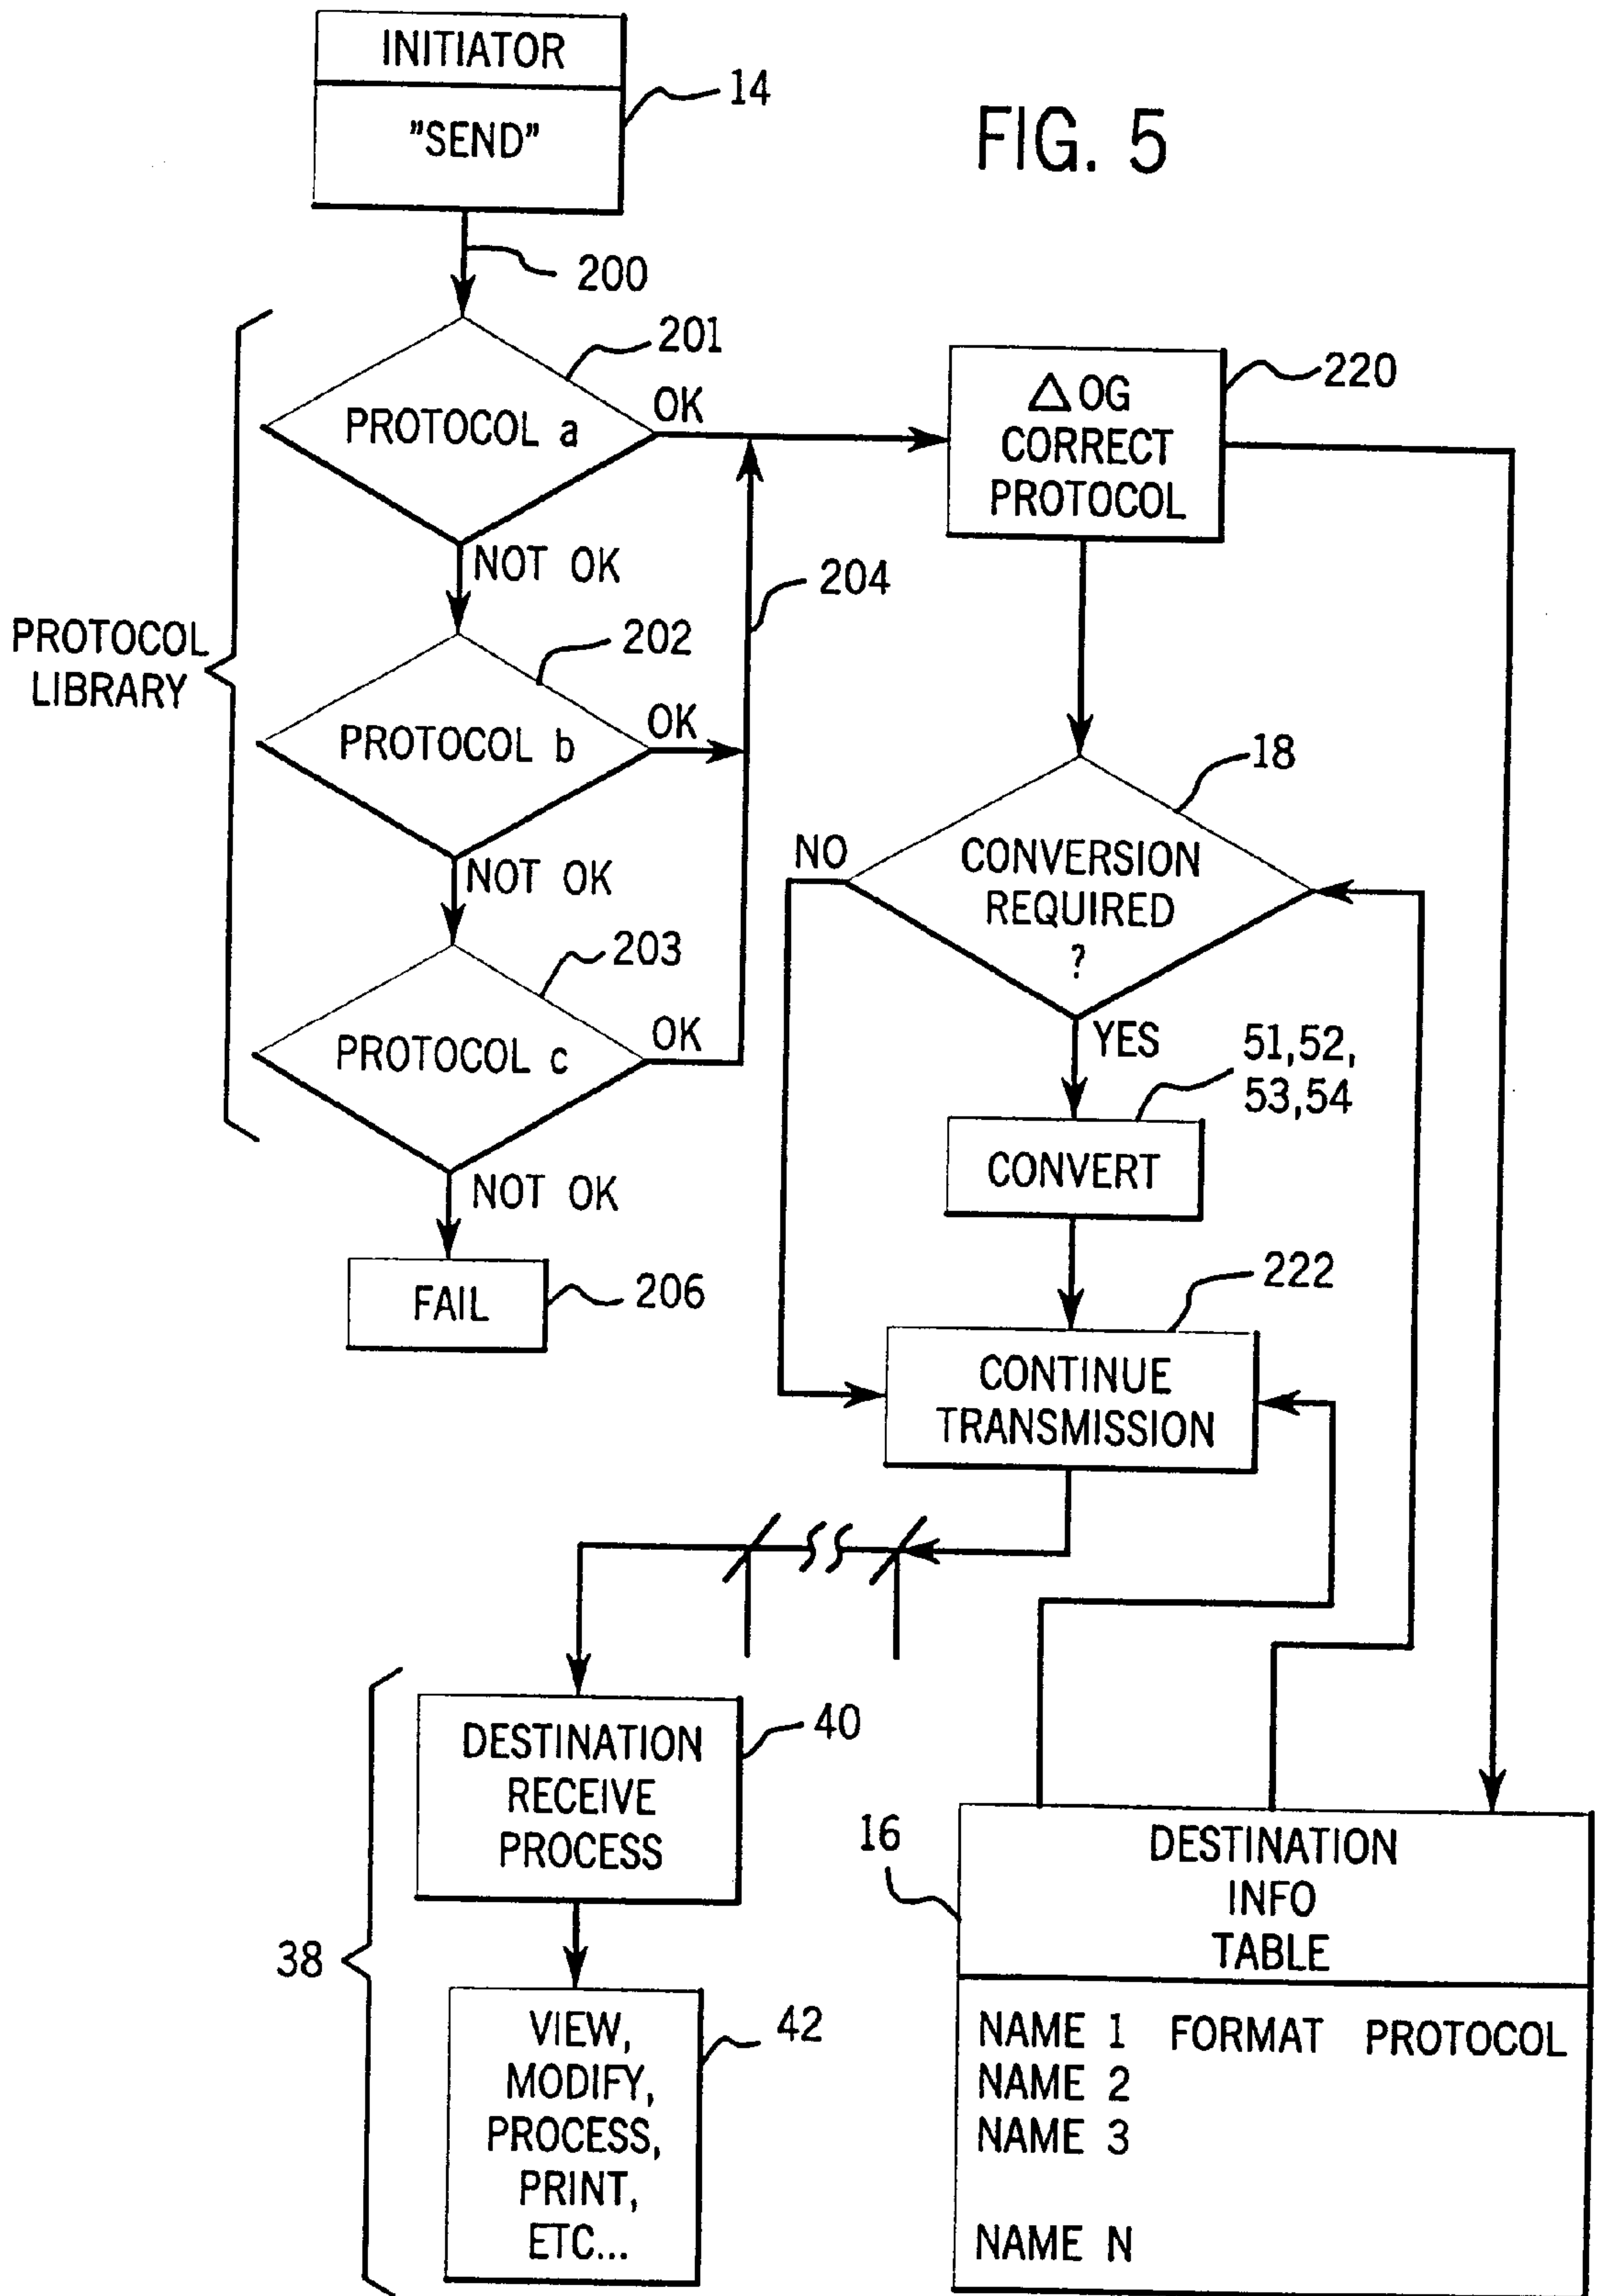 INITIATOR
"SEND"
14
FIG. 5
200
PROTOCOL
LIBRARY
201
PROTOCOL a
OK
NOT OK
202
PROTOCOL b
OK
NOT OK
203
PROTOCOL c
OK
NOT OK
FAIL
206
204
△OG
CORRECT
PROTOCOL
220
18
CONVERSION
REQUIRED
?
NO
YES
51,52,
53,54
CONVERT
222
CONTINUE
TRANSMISSION
38
DESTINATION
RECEIVE
PROCESS
40
VIEW,
MODIFY,
PROCESS,
PRINT,
ETC...
42
16
DESTINATION
INFO
TABLE
NAME 1 FORMAT PROTOCOL
NAME 2
NAME 3
NAME N